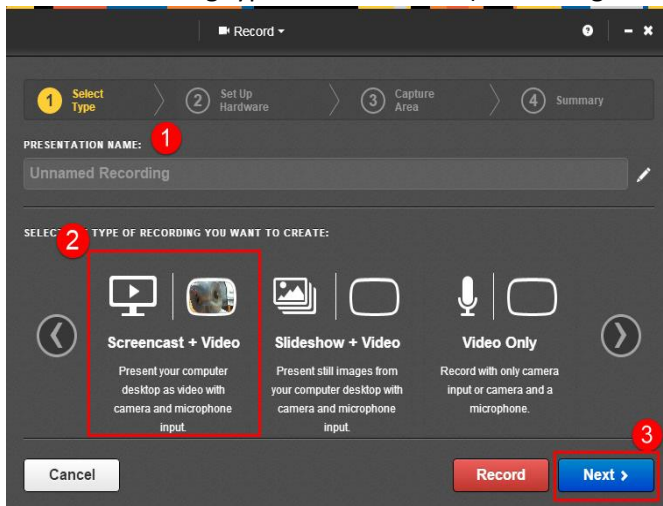 Record
1 Select Type
2 Set Up Hardware
3 Capture Area
4 Summary
PRESENTATION NAME: 1
Unnamed Recording
SELEC TYPE OF RECORDING YOU WANT TO CREATE:
2
Screencast + Video
Present your computer
desktop as video with
camera and microphone
input.
Slideshow + Video
Present still images from
your computer desktop with
camera and microphone
input.
Video Only
Record with only camera
input or camera and a
microphone.
3
Cancel
Record
Next >